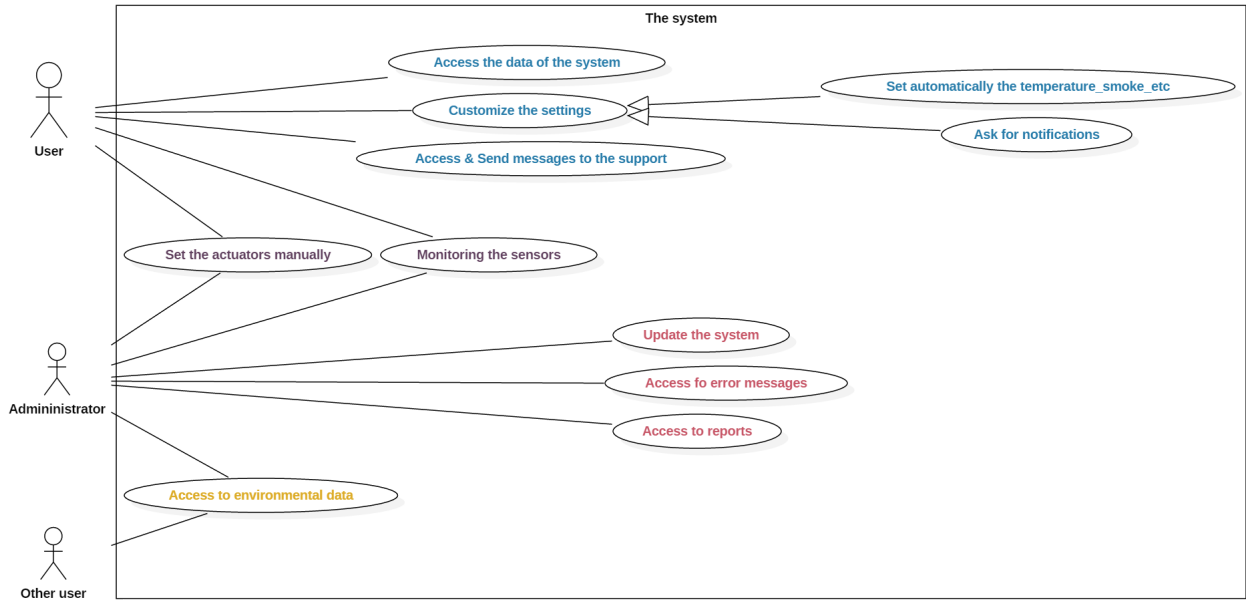 The system
Access the data of the system
Set automatically the temperature_smoke_etc
Customize the settings
Ask for notifications
User
Access & Send messages to the support
Set the actuators manually
Monitoring the sensors
Update the system
Access fo error messages
Admininistrator
Access to reports
Access to environmental data
Other user